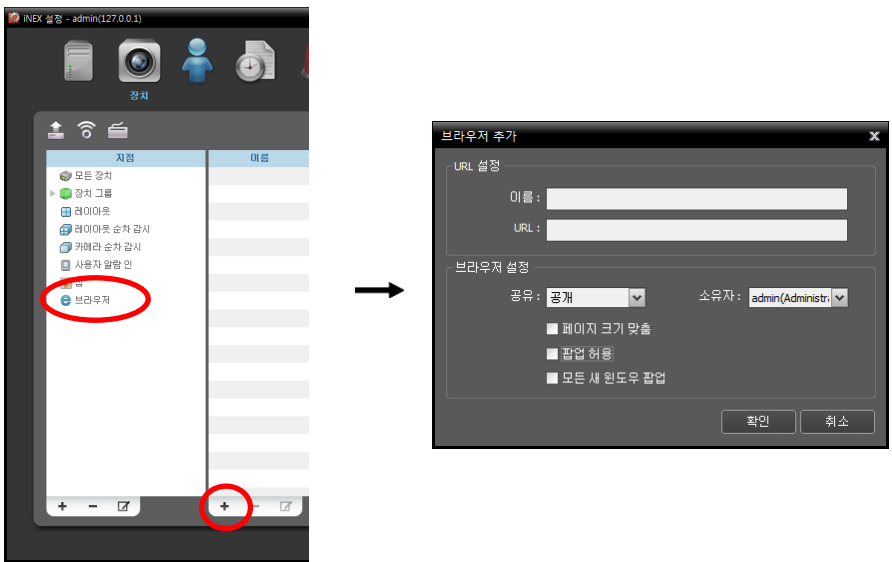 iNEX 설정 - admin(127.0.0.1)
장치
지점
이름
모든 장치
장치 그룹
레이아웃
레이아웃 순차 감시
카메라 순차 감시
사용자 알람 인
맵
브라우저
브라우저 추가
URL 설정
이름 :
URL :
브라우저 설정
공유 : 공개 소유자 : admin(Administr
페이지 크기 맞춤
팝업 허용
모든 새 윈도우 팝업
확인 취소